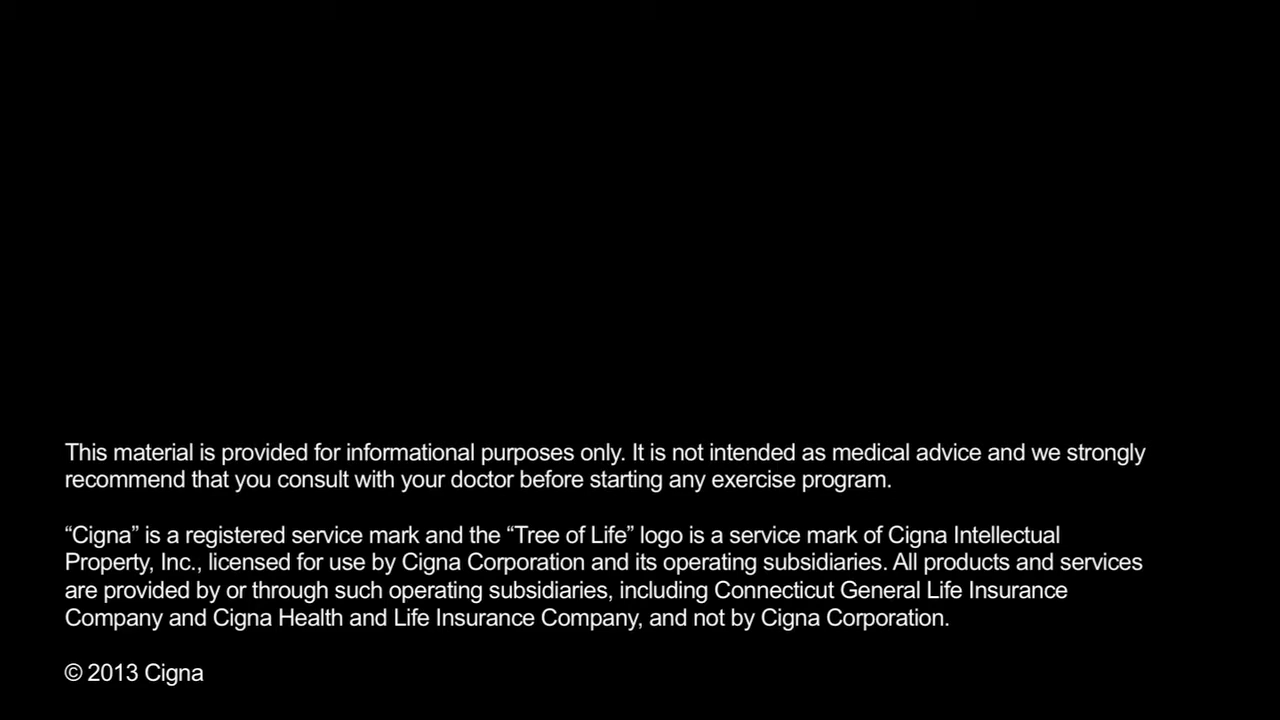 This material is provided for informational purposes only. It is not intended as medical advice and we strongly
recommend that you consult with your doctor before starting any exercise program.
“Cigna” is a registered service mark and the “Tree of Life” logo is a service mark of Cigna Intellectual
Property, Inc., licensed for use by Cigna Corporation and its operating subsidiaries. All products and services
are provided by or through such operating subsidiaries, including Connecticut General Life Insurance
Company and Cigna Health and Life Insurance Company, and not by Cigna Corporation.
© 2013 Cigna